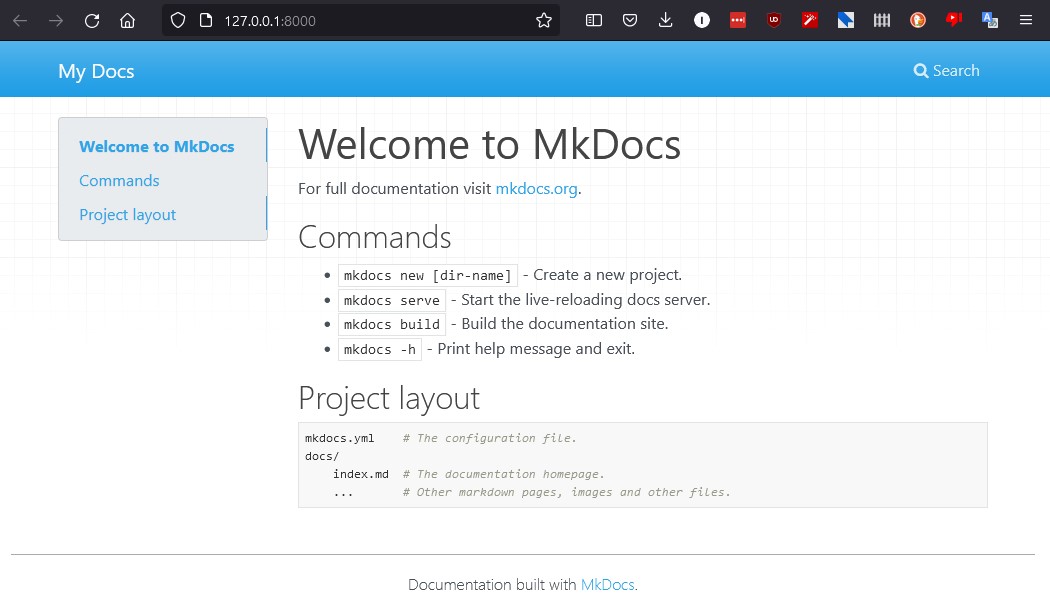 127.0.0.1:8000
My Docs
Search
Welcome to MkDocs
Commands
Project layout
Welcome to MkDocs
For full documentation visit mkdocs.org.
Commands
mkdocs new [dir-name] - Create a new project.
mkdocs serve - Start the live-reloading docs server.
mkdocs build - Build the documentation site.
mkdocs -h - Print help message and exit.
Project layout
mkdocs.yml    # The configuration file.
docs/
    index.md  # The documentation homepage.
    ...       # Other markdown pages, images and other files.
Documentation built with MkDocs.